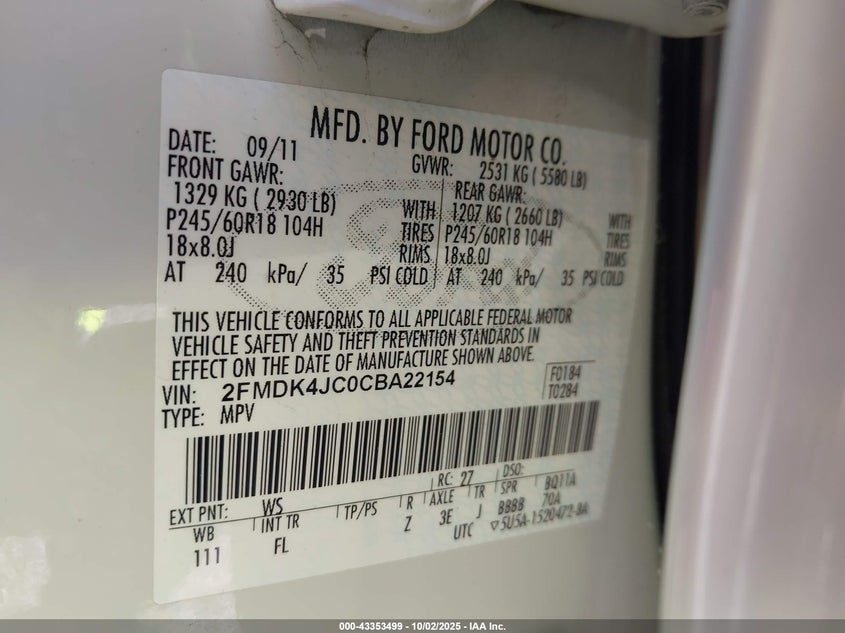 MFD. BY FORD MOTOR CO.
DATE: 09/11 GVWR: 2531 KG ( 5580 LB)
FRONT GAWR: REAR GAWR:
1329 KG ( 2930 LB) WITH 1207 KG ( 2660 LB) WITH
P245/60R18 104H TIRES P245/60R18 104H TIRES
18x8.0J RIMS 18x8.0J RIMS
AT 240 kPa/ 35 PSI COLD AT 240 kPa/ 35 PSI COLD
THIS VEHICLE CONFORMS TO ALL APPLICABLE FEDERAL MOTOR
VEHICLE SAFETY AND THEFT PREVENTION STANDARDS IN
EFFECT ON THE DATE OF MANUFACTURE SHOWN ABOVE.
VIN: 2FMDK4JC0CBA22154 F0184
TYPE: MPV T0284
EXT PNT: WS RC: 27 DSO:
WB INT TR TP/PS R AXLE TR SPR BQ11A
111 FL Z 3E J BBBB 70A
UTC ▽5U5A-1520472-BA
000-43353499 - 10/02/2025 - IAA Inc.